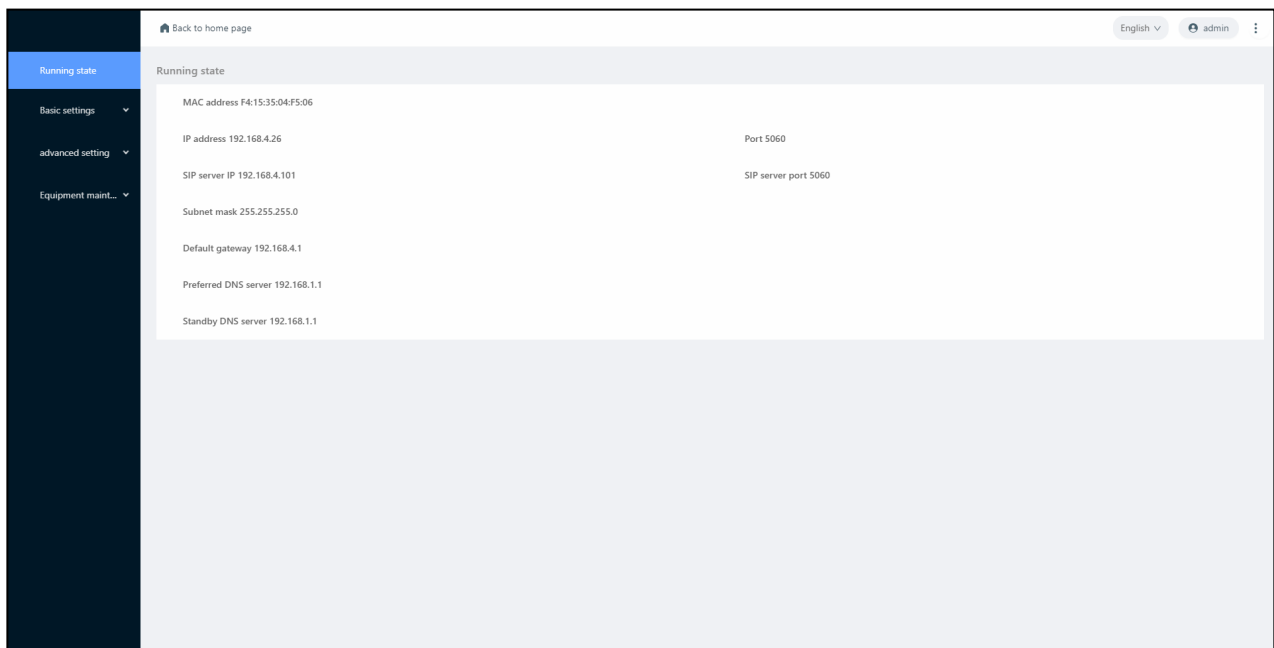 Back to home page
English
admin
Running state
Basic settings
advanced setting
Equipment maint...
Running state
MAC address F4:15:35:04:F5:06
IP address 192.168.4.26
Port 5060
SIP server IP 192.168.4.101
SIP server port 5060
Subnet mask 255.255.255.0
Default gateway 192.168.4.1
Preferred DNS server 192.168.1.1
Standby DNS server 192.168.1.1